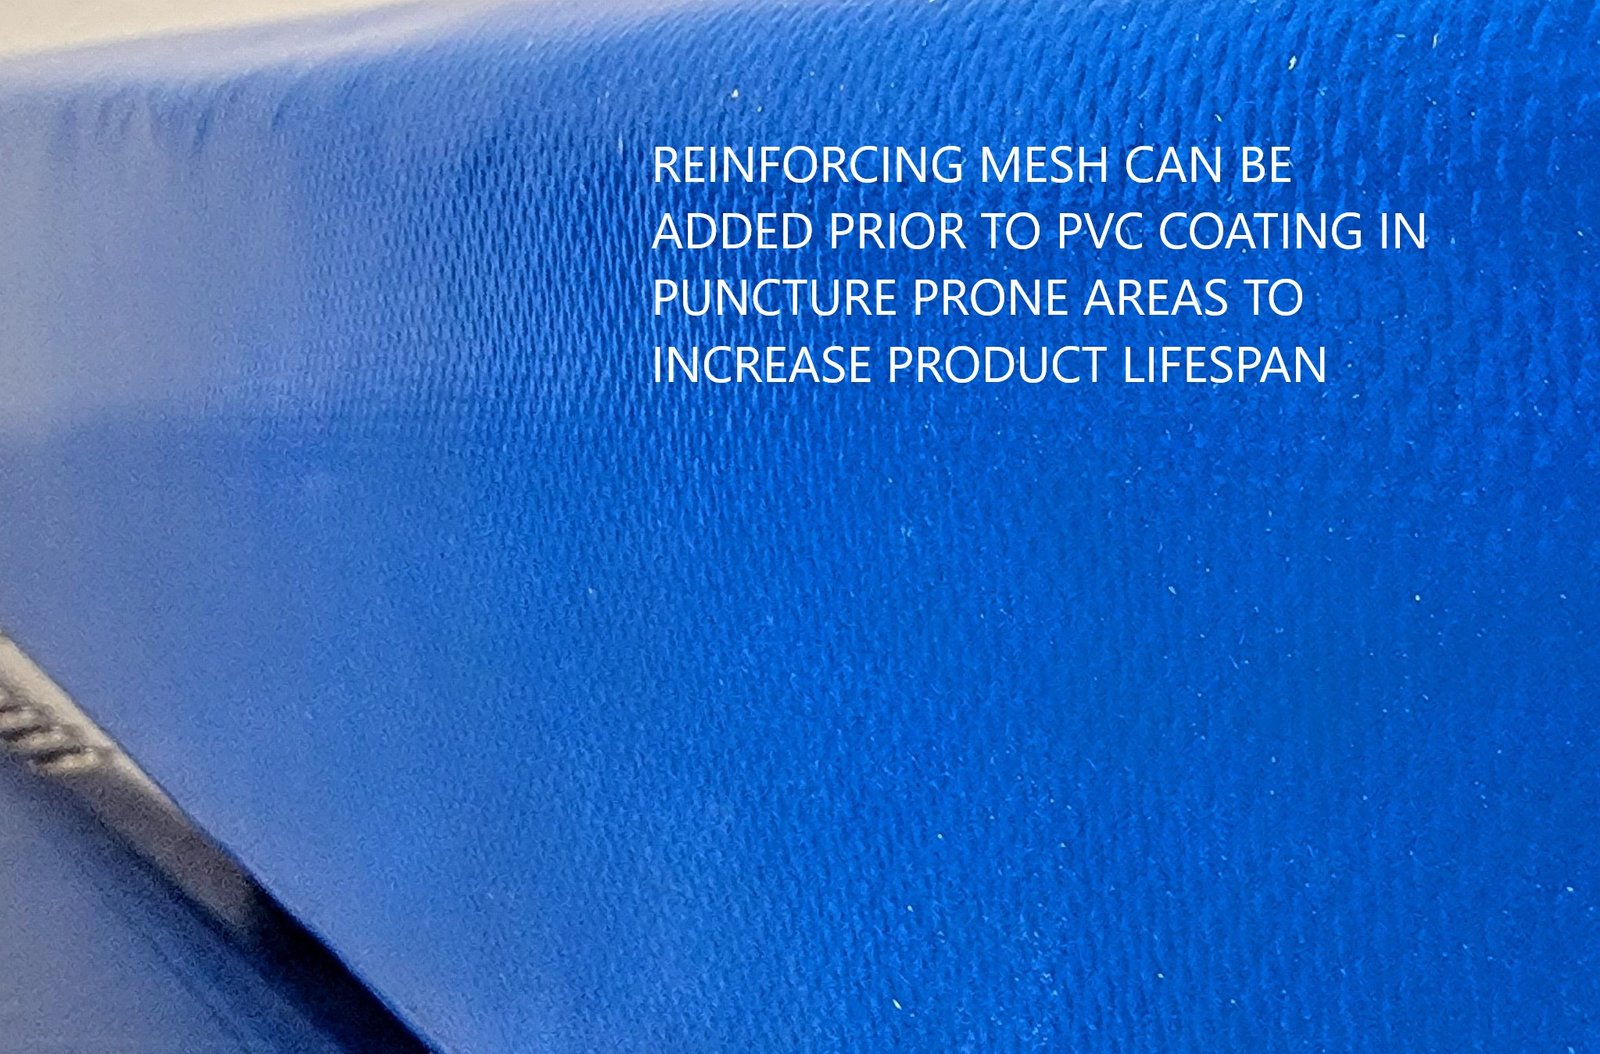 REINFORCING MESH CAN BE
ADDED PRIOR TO PVC COATING IN
PUNCTURE PRONE AREAS TO
INCREASE PRODUCT LIFESPAN